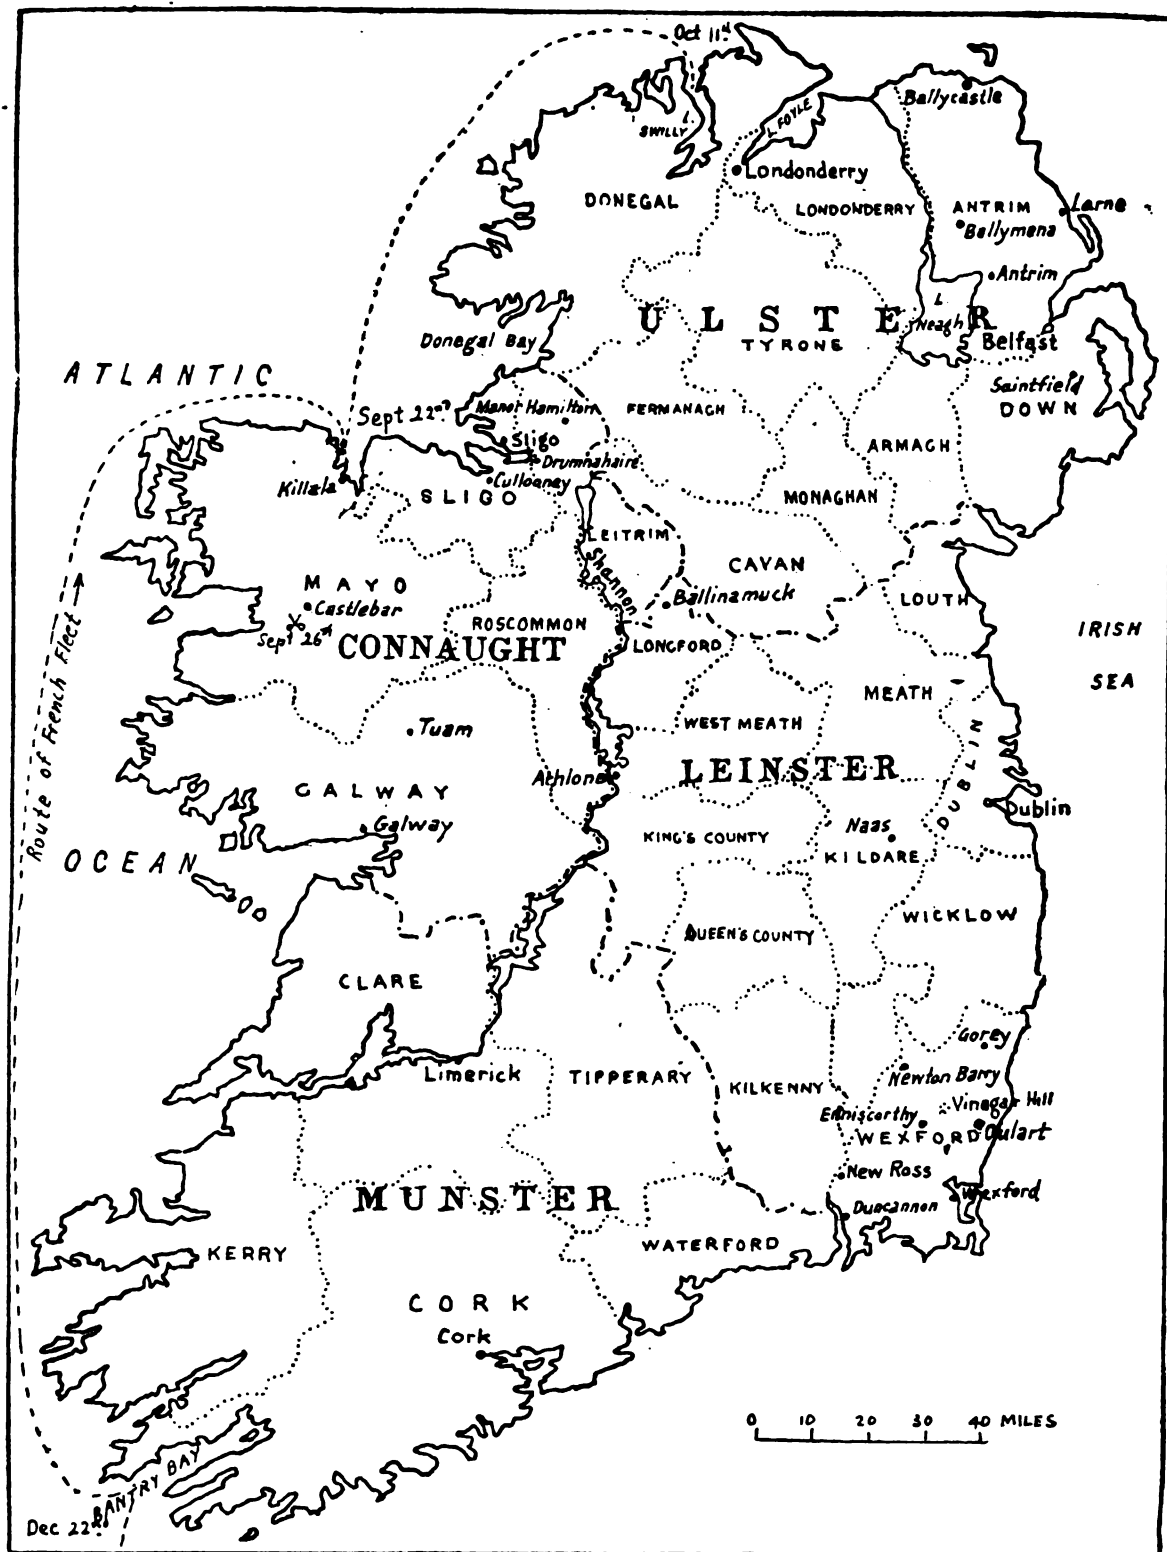 Oct 11th
Ballycastle
L. FOYLE
L. SWILLY
Londonderry
DONEGAL
LONDONDERRY
ANTRIM
Larne
Ballymena
Antrim
ULSTER
L Neagh
Donegal Bay
TYRONE
Belfast
ATLANTIC
Saintfield
DOWN
Sept 22nd
Manor Hamilton
FERMANAGH
Sligo
ARMAGH
Drumnahaire
Killala
Cullooney
SLIGO
MONAGHAN
LEITRIM
CAVAN
Shannon
MAYO
Castlebar
Ballinamuck
LOUTH
Sept 26th
ROSCOMMON
IRISH
CONNAUGHT
LONGFORD
SEA
MEATH
Route of French Fleet
Tuam
WEST MEATH
DUBLIN
LEINSTER
Athlone
GALWAY
Dublin
Galway
Naas
KING'S COUNTY
KILDARE
OCEAN
WICKLOW
QUEEN'S COUNTY
CLARE
Gorey
Limerick
TIPPERARY
Newton Barry
KILKENNY
Vinegar Hill
Enniscorthy
WEXFORD
Oulart
New Ross
MUNSTER
Wexford
Duncannon
KERRY
WATERFORD
CORK
Cork
0 10 20 30 40 MILES
BANTRY BAY
Dec 22nd